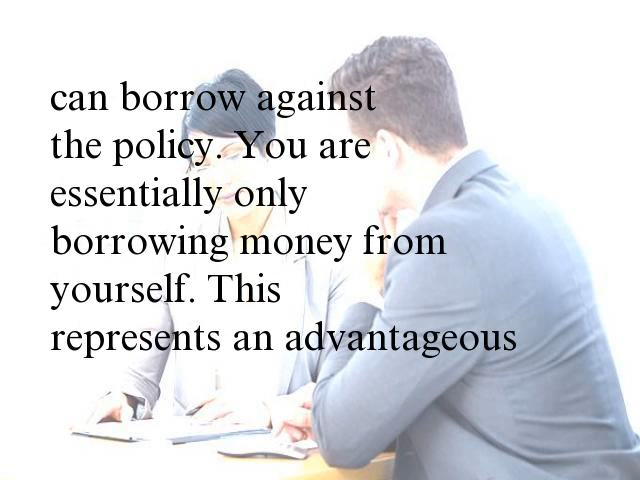 can borrow against
the policy. You are
essentially only
borrowing money from
yourself. This
represents an advantageous